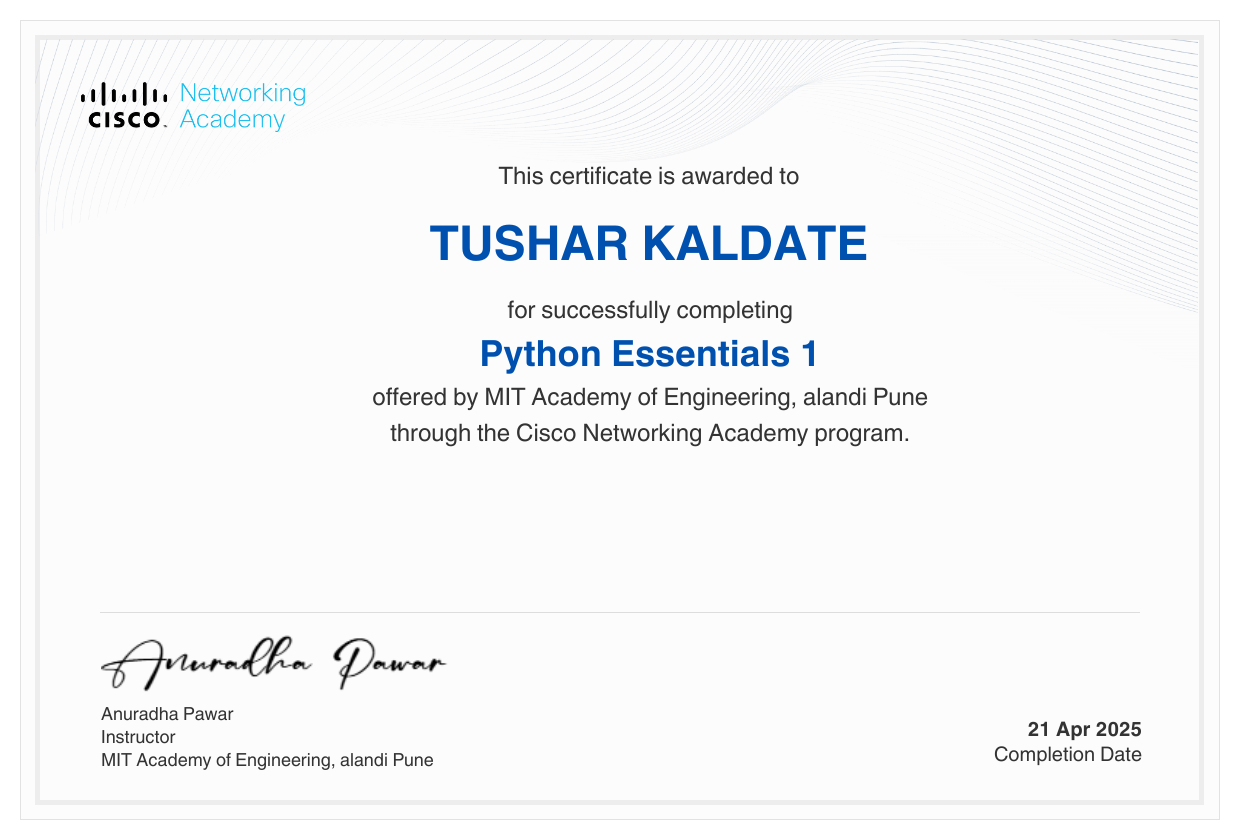 Networking
CISCO Academy
This certificate is awarded to
TUSHAR KALDATE
for successfully completing
Python Essentials 1
offered by MIT Academy of Engineering, alandi Pune
through the Cisco Networking Academy program.
Anuradha Pawar
Anuradha Pawar
Instructor
MIT Academy of Engineering, alandi Pune
21 Apr 2025
Completion Date